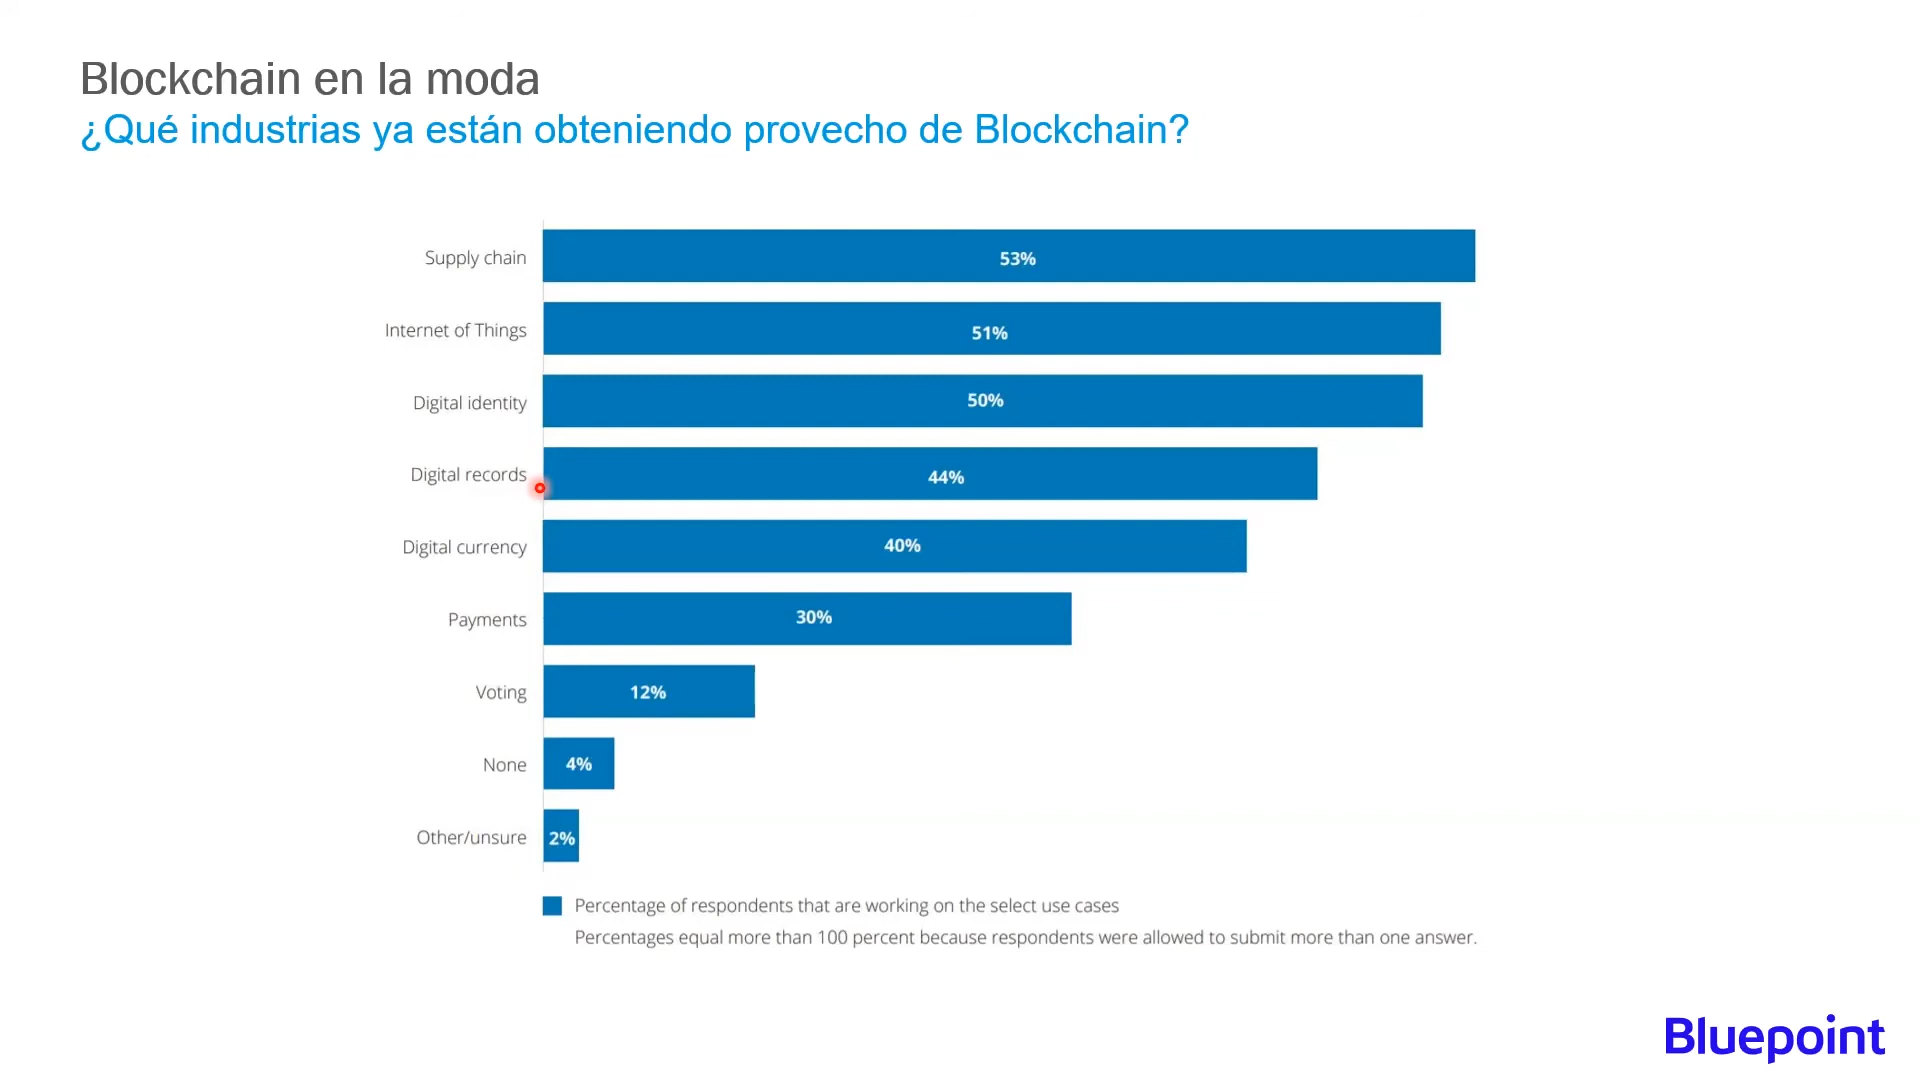 Blockchain en la moda
¿Qué industrias ya están obteniendo provecho de Blockchain?
Supply chain 53%
Internet of Things 51%
Digital identity 50%
Digital records 44%
Digital currency 40%
Payments 30%
Voting 12%
None 4%
Other/unsure 2%
Percentage of respondents that are working on the select use cases
Percentages equal more than 100 percent because respondents were allowed to submit more than one answer.
Bluepoint